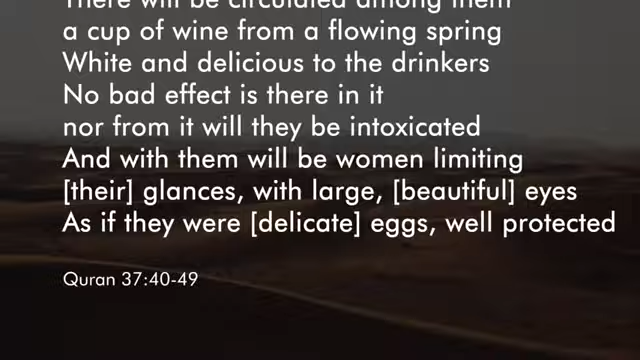 There will be circulated among them
a cup of wine from a flowing spring
White and delicious to the drinkers
No bad effect is there in it
nor from it will they be intoxicated
And with them will be women limiting
[their] glances, with large, [beautiful] eyes
As if they were [delicate] eggs, well protected
Quran 37:40-49